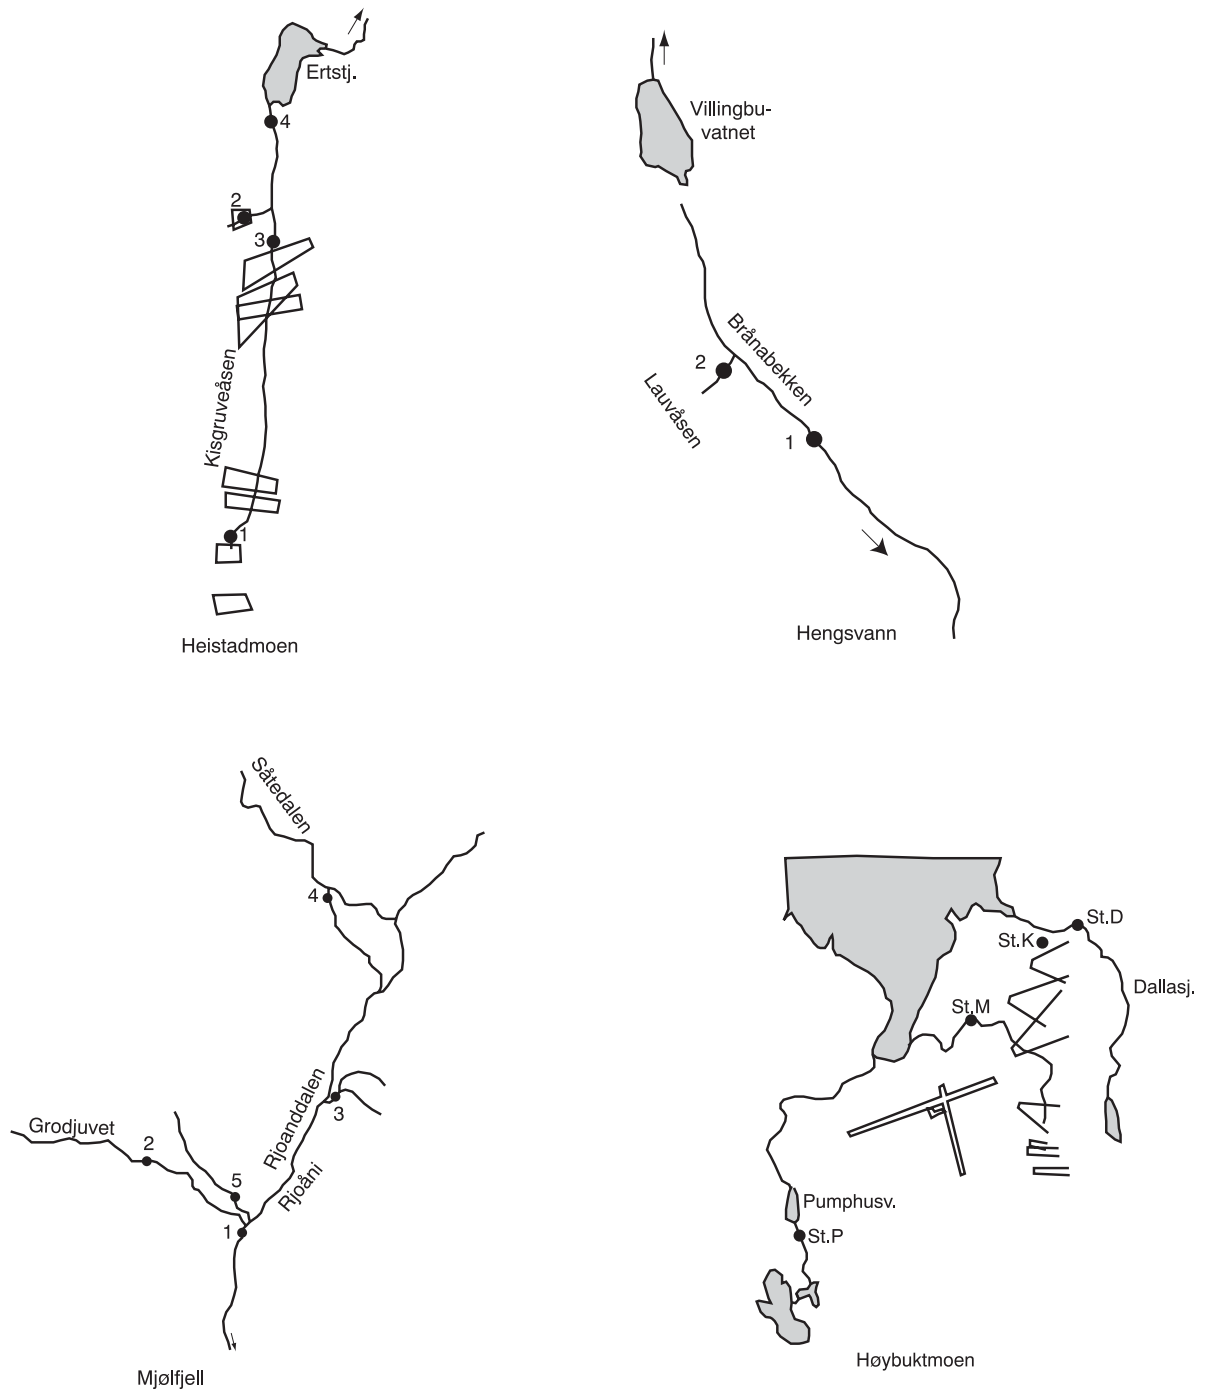 Ertstj.
4
2
3
Kisgruveåsen
1
Heistadmoen
Villingbu-
vatnet
Brånabekken
2
Lauvåsen
1
Hengsvann
Såtedalen
4
Rjoanddalen
3
Grodjuvet
2
5
Rjoåni
1
Mjølfjell
St.D
St.K
Dallasj.
St.M
Pumphusv.
St.P
Høybuktmoen